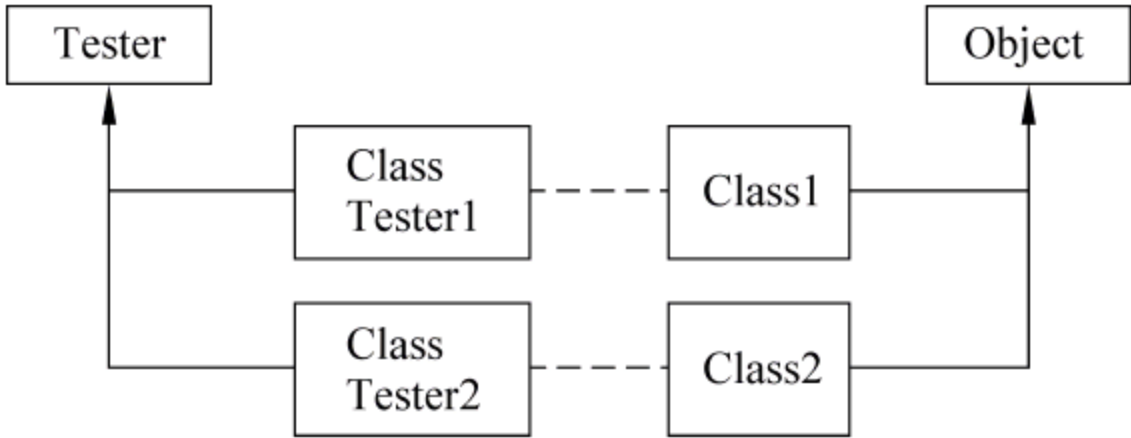 Tester
Object
Class
Tester1
Class1
Class
Tester2
Class2